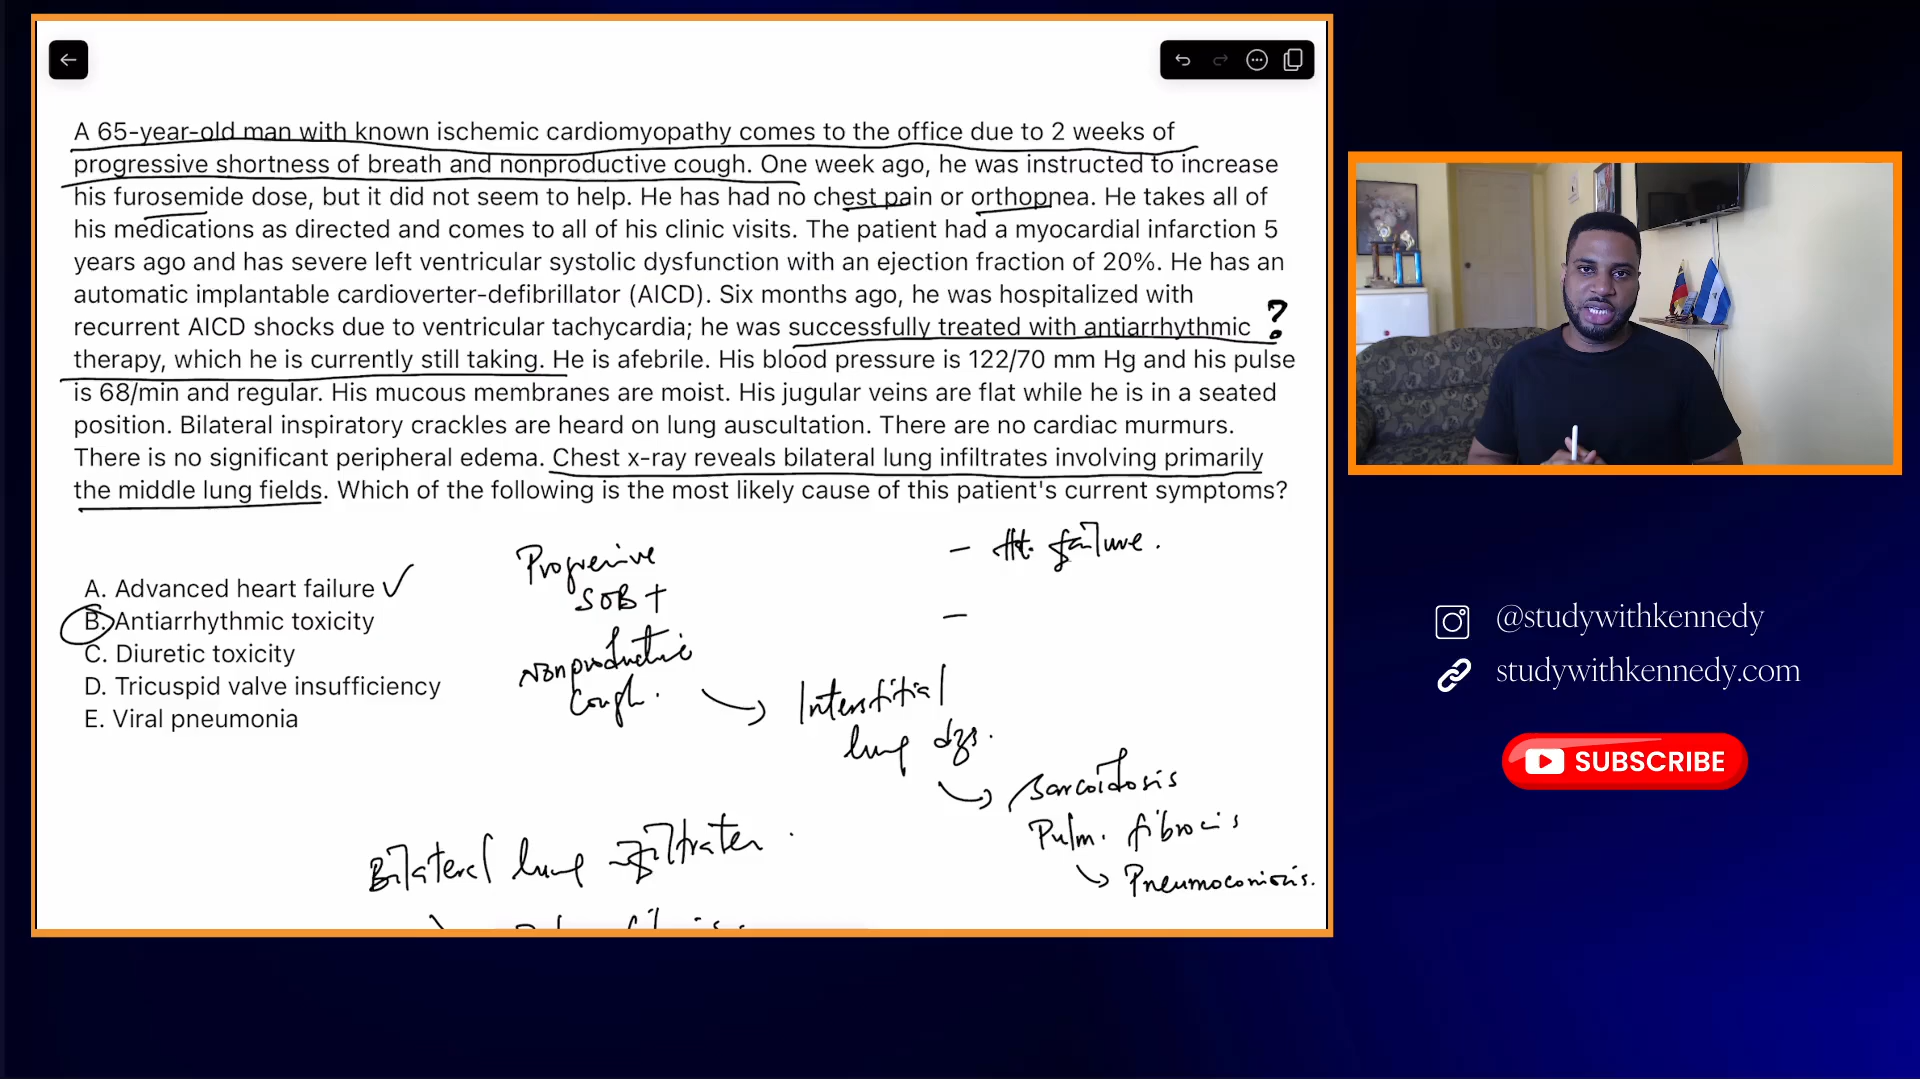 A 65-year-old man with known ischemic cardiomyopathy comes to the office due to 2 weeks of
progressive shortness of breath and nonproductive cough. One week ago, he was instructed to increase
his furosemide dose, but it did not seem to help. He has had no chest pain or orthopnea. He takes all of
his medications as directed and comes to all of his clinic visits. The patient had a myocardial infarction 5
years ago and has severe left ventricular systolic dysfunction with an ejection fraction of 20%. He has an
automatic implantable cardioverter-defibrillator (AICD). Six months ago, he was hospitalized with
recurrent AICD shocks due to ventricular tachycardia; he was successfully treated with antiarrhythmic ?
therapy, which he is currently still taking. He is afebrile. His blood pressure is 122/70 mm Hg and his pulse
is 68/min and regular. His mucous membranes are moist. His jugular veins are flat while he is in a seated
position. Bilateral inspiratory crackles are heard on lung auscultation. There are no cardiac murmurs.
There is no significant peripheral edema. Chest x-ray reveals bilateral lung infiltrates involving primarily
the middle lung fields. Which of the following is the most likely cause of this patient's current symptoms?
A. Advanced heart failure ✓
B. Antiarrhythmic toxicity
C. Diuretic toxicity
D. Tricuspid valve insufficiency
E. Viral pneumonia
Progressive
SOB +
Nonproductive
Cough.
- Ht. failure.
-
Interstitial
lung dzs.
Sarcoidosis
Pulm. fibrosis
Pneumoconiosis.
Bilateral lung infiltrates.
@studywithkennedy
studywithkennedy.com
SUBSCRIBE